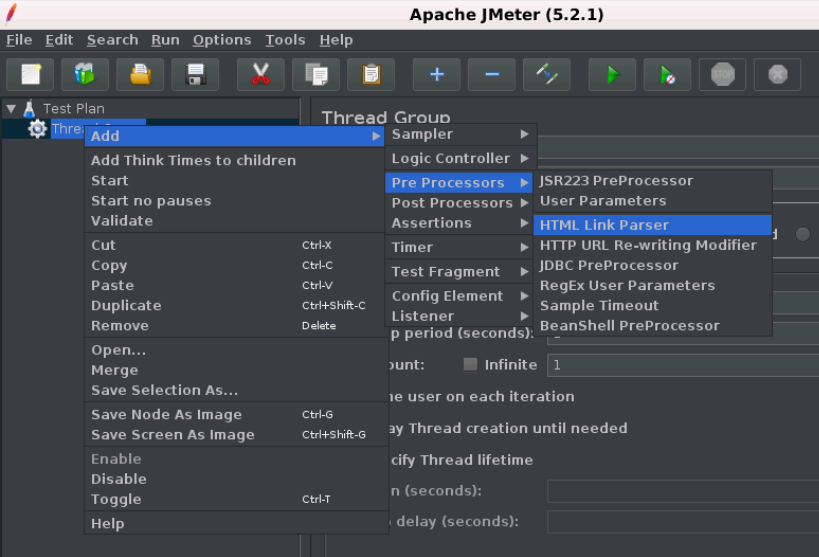 Apache JMeter (5.2.1)
File Edit Search Run Options Tools Help
STOP
Test Plan
Thread Group
Add
Add Think Times to children
Start
Start no pauses
Validate
Cut Ctrl-X
Copy Ctrl-C
Paste Ctrl-V
Duplicate Ctrl+Shift-C
Remove Delete
Open...
Merge
Save Selection As...
Save Node As Image Ctrl-G
Save Screen As Image Ctrl+Shift-G
Enable
Disable
Toggle Ctrl-T
Help
Sampler
Logic Controller
Pre Processors
Post Processors
Assertions
Timer
Test Fragment
Config Element
Listener
JSR223 PreProcessor
User Parameters
HTML Link Parser
HTTP URL Re-writing Modifier
JDBC PreProcessor
RegEx User Parameters
Sample Timeout
BeanShell PreProcessor
p period (seconds):
ount: Infinite 1
user on each iteration
ay Thread creation until needed
cify Thread lifetime
n (seconds):
delay (seconds):